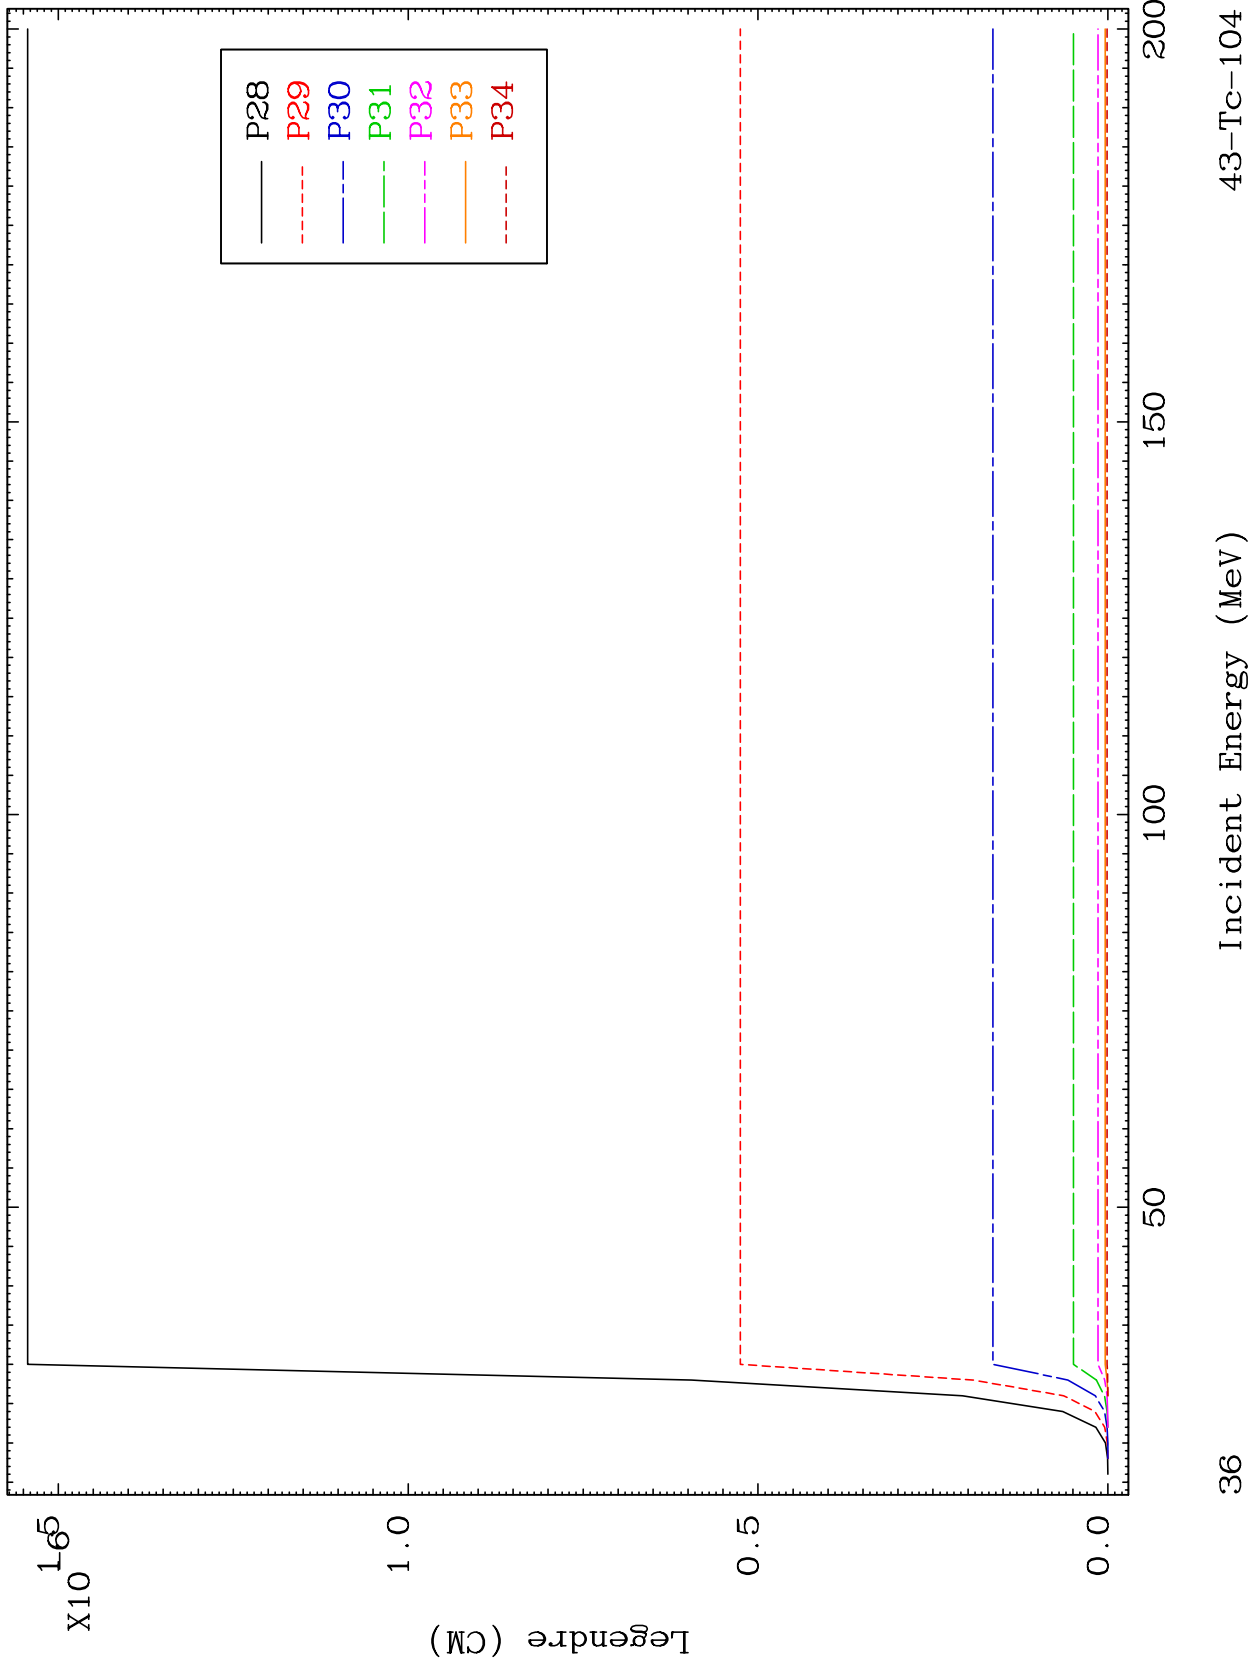 X10-6
1.5
1.0
0.5
0.0
Legendre (CM)
P28
P29
P30
P31
P32
P33
P34
50 100 150 200
36 Incident Energy (MeV) 43-Tc-104